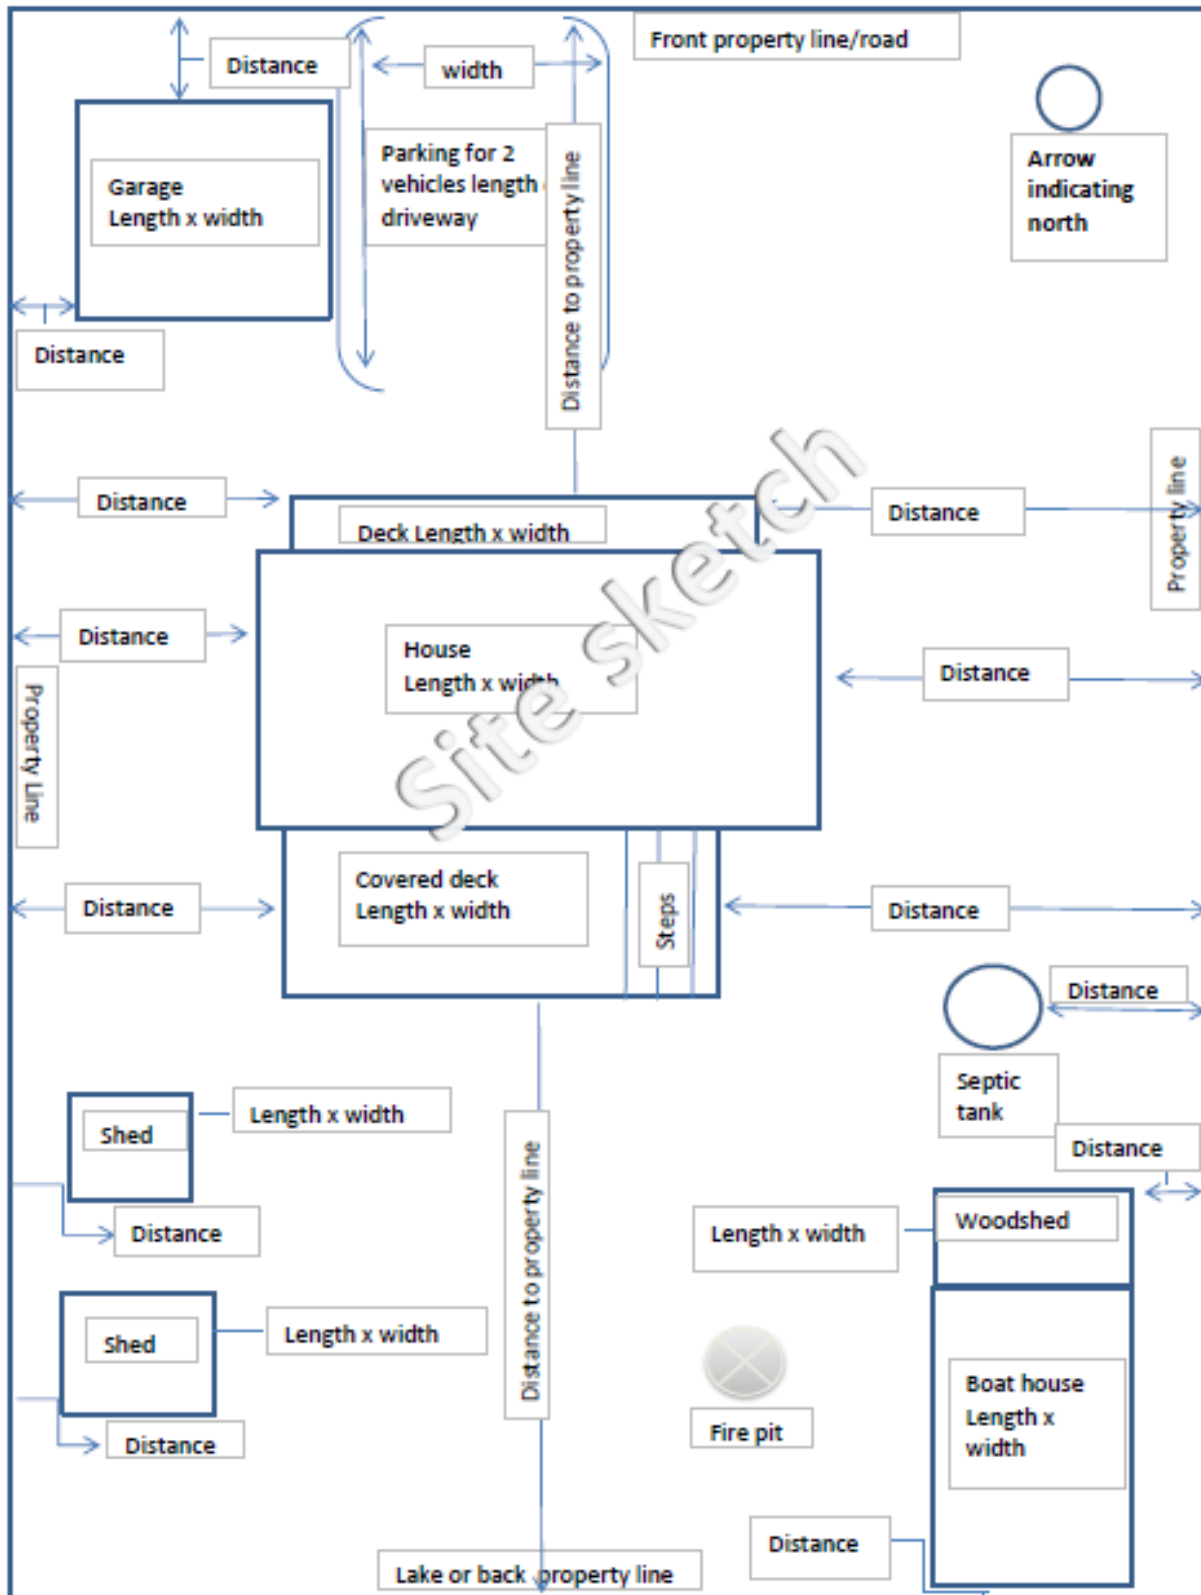 Front property line/road
Distance
width
Parking for 2
vehicles length
driveway
Garage
Length x width
Distance to property line
Arrow
indicating
north
Distance
Distance
Distance
Property line
Deck Length x width
Distance
House
Length x width
Distance
Site sketch
Property Line
Covered deck
Length x width
Steps
Distance
Distance
Distance
Septic
tank
Distance
Shed
Length x width
Distance
Distance to property line
Length x width
Woodshed
Shed
Length x width
Distance
Fire pit
Boat house
Length x
width
Distance
Lake or back property line